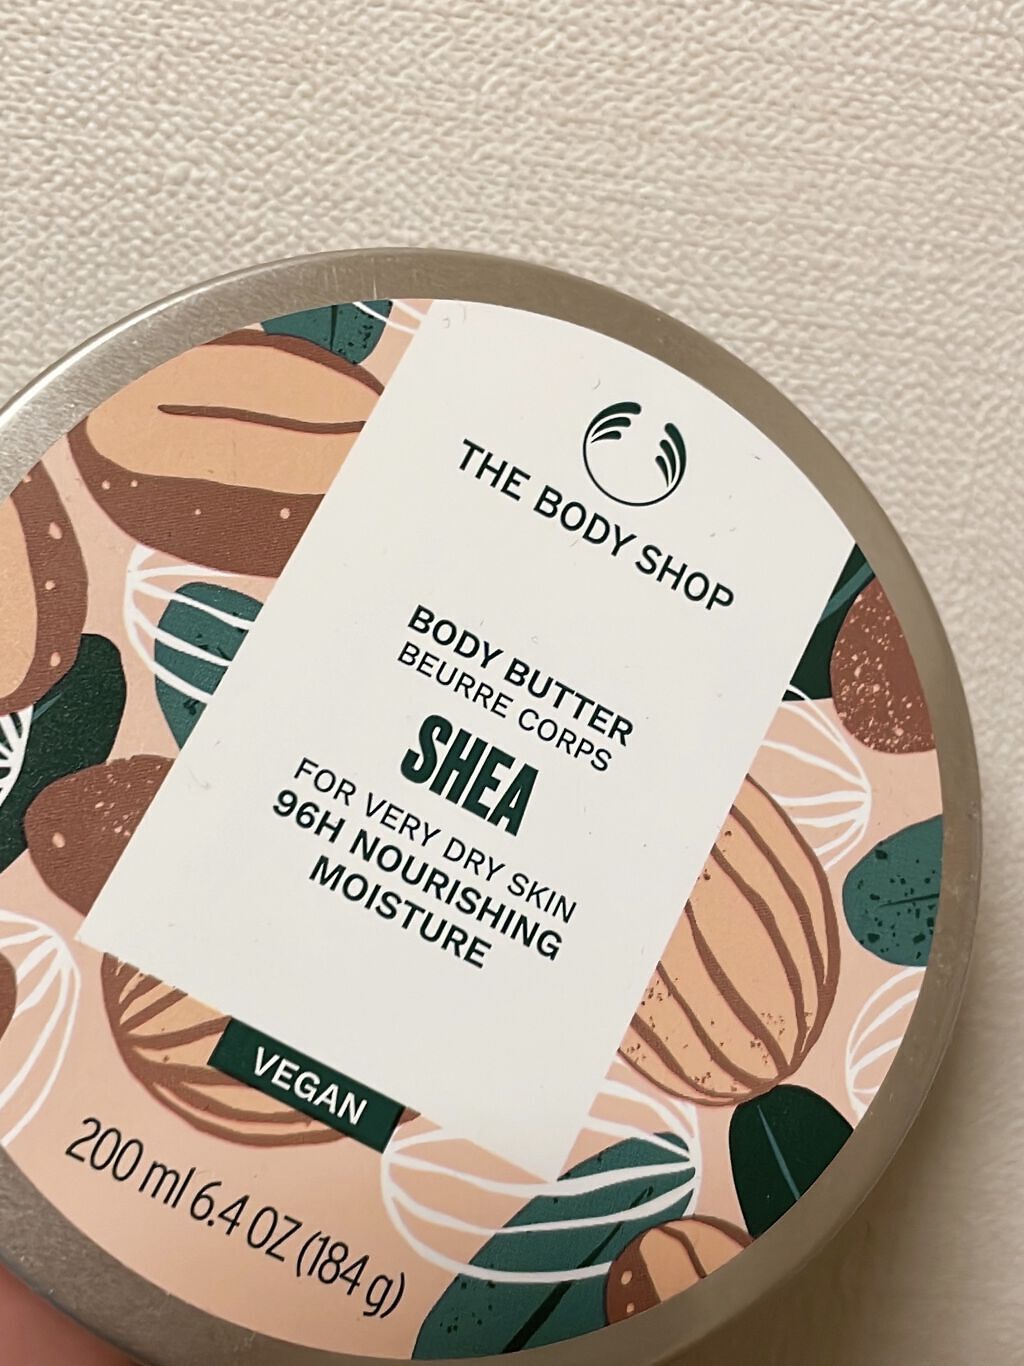 THE BODY SHOP
BODY BUTTER
BEURRE CORPS
SHEA
FOR VERY DRY SKIN
96H NOURISHING
MOISTURE
VEGAN
200 ml 6.4 OZ (184 g)